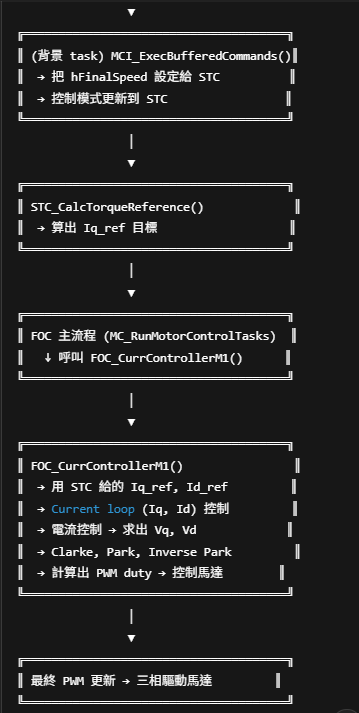 (背景 task) MCI_ExecBufferedCommands()
→ 把 hFinalSpeed 設定給 STC
→ 控制模式更新到 STC
STC_CalcTorqueReference()
→ 算出 Iq_ref 目標
FOC 主流程 (MC_RunMotorControlTasks)
↓ 呼叫 FOC_CurrControllerM1()
FOC_CurrControllerM1()
→ 用 STC 給的 Iq_ref, Id_ref
→ Current loop (Iq, Id) 控制
→ 電流控制 → 求出 Vq, Vd
→ Clarke, Park, Inverse Park
→ 計算出 PWM duty → 控制馬達
最終 PWM 更新 → 三相驅動馬達